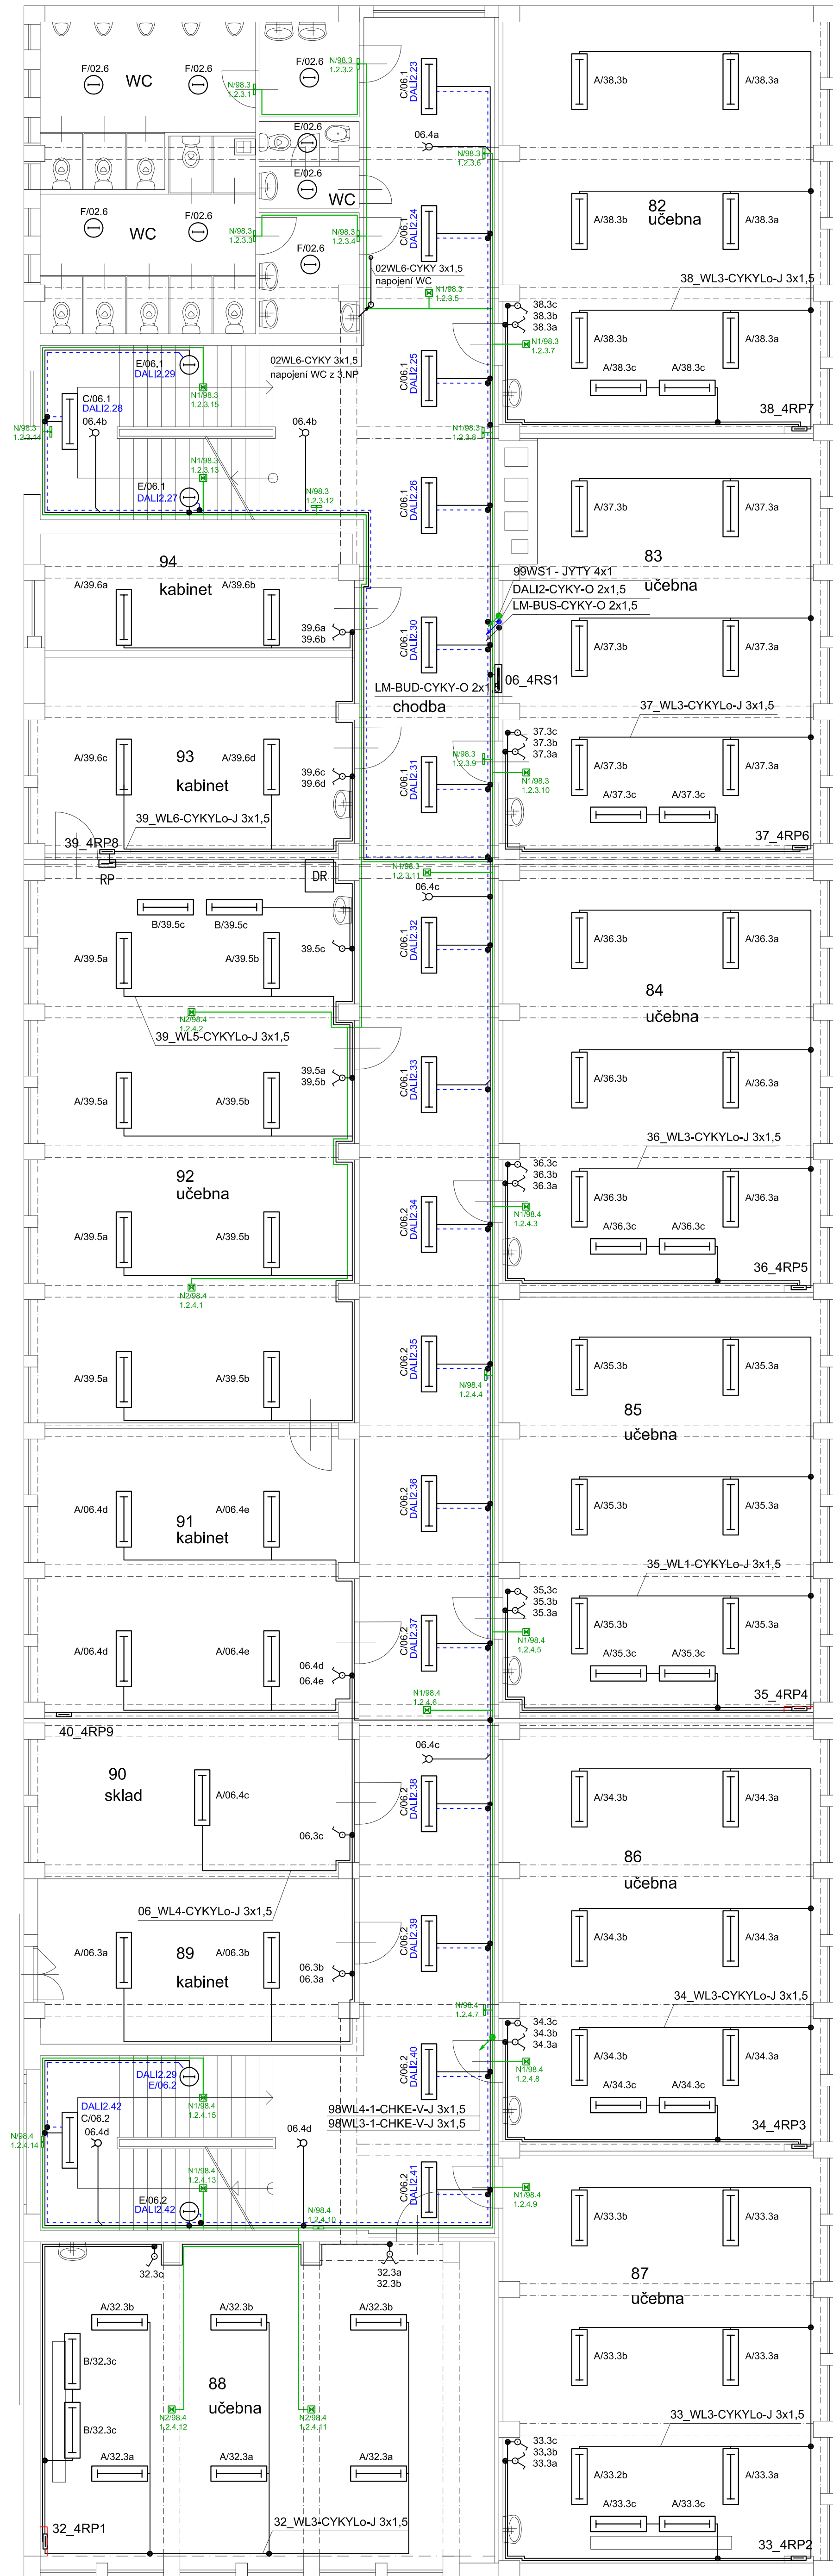 F/02.6
F/02.6
WC
F/02.6
N/98.3
1.2.3.1
N/98.3
1.2.3.2
C/06.1
DALI2.23
A/38.3b
A/38.3a
E/02.6
06.4a
N/98.3
1.2.3.6
E/02.6
WC
F/02.6
F/02.6
WC
N/98.3
1.2.3.3
N/98.3
1.2.3.4
F/02.6
C/06.1
DALI2.24
82
učebna
A/38.3b
A/38.3a
02WL6-CYKY 3x1,5
napojení WC
N1/98.3
1.2.3.5
38_WL3-CYKYLo-J 3x1,5
38.3c
38.3b
38.3a
N1/98.3
1.2.3.7
A/38.3b
A/38.3a
A/38.3c
A/38.3c
38_4RP7
02WL6-CYKY 3x1,5
napojení WC z 3.NP
E/06.1
DALI2.29
C/06.1
DALI2.28
N1/98.3
1.2.3.15
06.4b
06.4b
N/98.3
1.2.3.14
C/06.1
DALI2.25
N1/98.3
1.2.3.8
N1/98.3
1.2.3.13
E/06.1
DALI2.27
N/98.3
1.2.3.12
C/06.1
DALI2.26
A/37.3b
A/37.3a
83
učebna
94
kabinet
A/39.6a
A/39.6b
39.6a
39.6b
99WS1 - JYTY 4x1
DALI2-CYKY-O 2x1,5
LM-BUS-CYKY-O 2x1,5
C/06.1
DALI2.30
A/37.3b
A/37.3a
LM-BUD-CYKY-O 2x1,5
06_4RS1
chodba
37_WL3-CYKYLo-J 3x1,5
93
kabinet
A/39.6c
A/39.6d
39.6c
39.6d
C/06.1
DALI2.31
N/98.3
1.2.3.9
37.3c
37.3b
37.3a
N1/98.3
1.2.3.10
A/37.3b
A/37.3a
A/37.3c
A/37.3c
37_4RP6
39_WL6-CYKYLo-J 3x1,5
39_4RP8
RP
DR
N1/98.3
1.2.3.11
06.4c
B/39.5c
B/39.5c
39.5c
A/39.5a
A/39.5b
C/06.1
DALI2.32
A/36.3b
A/36.3a
84
učebna
N2/98.4
1.2.4.2
39_WL5-CYKYLo-J 3x1,5
39.5a
39.5b
A/39.5a
A/39.5b
C/06.1
DALI2.33
A/36.3b
A/36.3a
36_WL3-CYKYLo-J 3x1,5
92
učebna
36.3c
36.3b
36.3a
N1/98.4
1.2.4.3
A/36.3b
A/36.3a
A/36.3c
A/36.3c
36_4RP5
A/39.5a
A/39.5b
C/06.2
DALI2.34
N2/98.4
1.2.4.1
A/39.5a
A/39.5b
C/06.2
DALI2.35
N/98.4
1.2.4.4
A/35.3b
A/35.3a
85
učebna
A/06.4d
A/06.4e
91
kabinet
C/06.2
DALI2.36
A/35.3b
A/35.3a
35_WL1-CYKYLo-J 3x1,5
35.3c
35.3b
35.3a
N1/98.4
1.2.4.5
A/35.3b
A/35.3a
A/35.3c
A/35.3c
35_4RP4
A/06.4d
A/06.4e
06.4d
06.4e
C/06.2
DALI2.37
N1/98.4
1.2.4.6
40_4RP9
06.4c
90
sklad
A/06.4c
06.3c
C/06.2
DALI2.38
A/34.3b
A/34.3a
86
učebna
06_WL4-CYKYLo-J 3x1,5
A/06.3a
A/06.3b
89
kabinet
06.3b
06.3a
C/06.2
DALI2.39
A/34.3b
A/34.3a
34_WL3-CYKYLo-J 3x1,5
N/98.4
1.2.4.7
34.3c
34.3b
34.3a
N1/98.4
1.2.4.8
A/34.3b
A/34.3a
A/34.3c
A/34.3c
34_4RP3
DALI2.29
E/06.2
DALI2.42
C/06.2
N1/98.4
1.2.4.15
C/06.2
DALI2.40
98WL4-1-CHKE-V-J 3x1,5
98WL3-1-CHKE-V-J 3x1,5
06.4d
06.4d
N/98.4
1.2.4.14
N1/98.4
1.2.4.13
E/06.2
DALI2.42
N/98.4
1.2.4.10
C/06.2
DALI2.41
N1/98.4
1.2.4.9
A/33.3b
A/33.3a
87
učebna
32.3c
32.3a
32.3b
A/32.3b
A/32.3b
A/32.3b
B/32.3c
88
učebna
A/33.3b
A/33.3a
B/32.3c
N2/98.4
1.2.4.12
N2/98.4
1.2.4.11
33_WL3-CYKYLo-J 3x1,5
A/32.3a
A/32.3a
A/32.3a
33.3c
33.3b
33.3a
A/33.2b
A/33.3a
A/33.3c
A/33.3c
32_4RP1
32_WL3-CYKYLo-J 3x1,5
33_4RP2